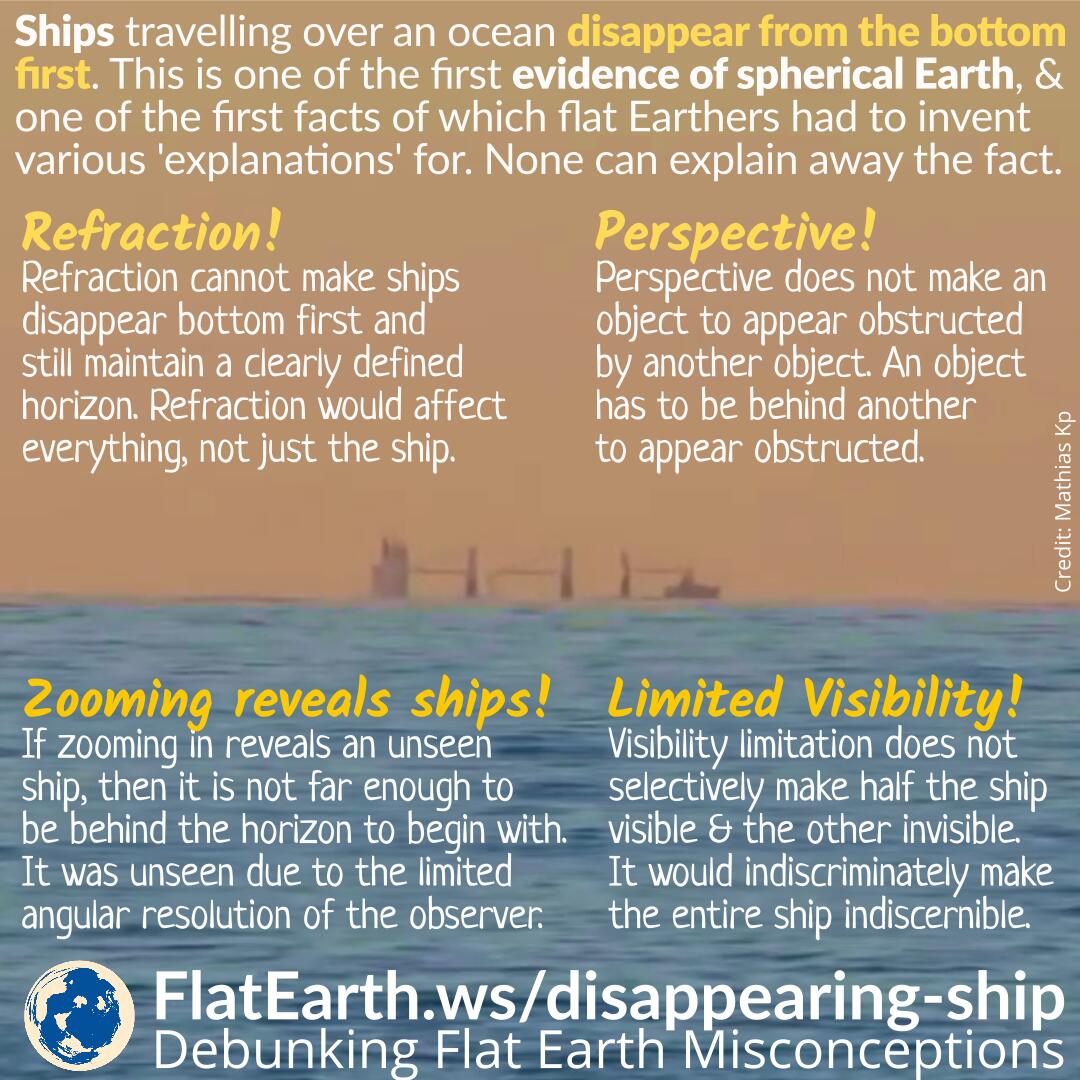 Ships travelling over an ocean disappear from the bottom
first. This is one of the first evidence of spherical Earth, &
one of the first facts of which flat Earthers had to invent
various 'explanations' for. None can explain away the fact.
Refraction!
Refraction cannot make ships
disappear bottom first and
still maintain a clearly defined
horizon. Refraction would affect
everything, not just the ship.
Perspective!
Perspective does not make an
object to appear obstructed
by another object. An object
has to be behind another
to appear obstructed.
Credit: Mathias Kp
Zooming reveals ships!
If zooming in reveals an unseen
ship, then it is not far enough to
be behind the horizon to begin with.
It was unseen due to the limited
angular resolution of the observer.
Limited Visibility!
Visibility limitation does not
selectively make half the ship
visible & the other invisible.
It would indiscriminately make
the entire ship indiscernible.
FlatEarth.ws/disappearing-ship
Debunking Flat Earth Misconceptions